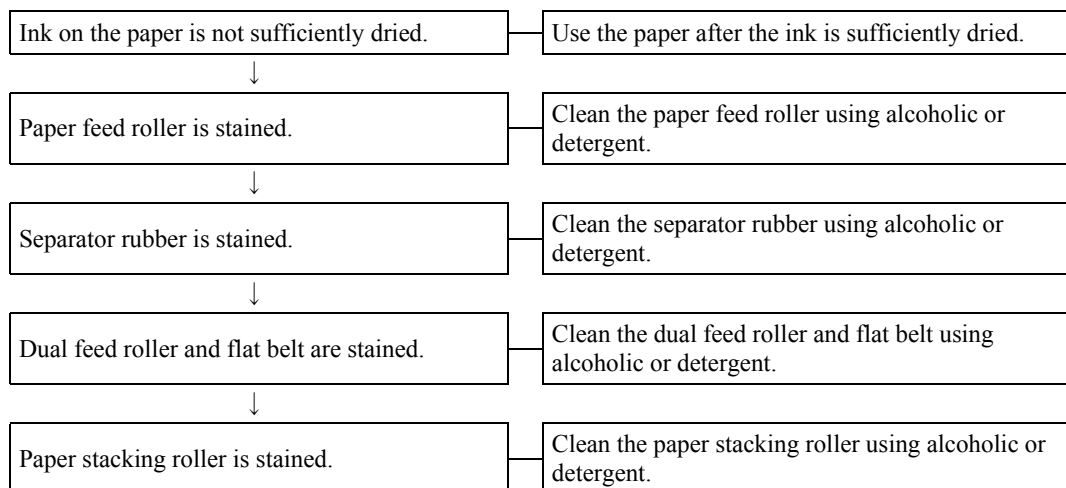 Ink on the paper is not sufficiently dried.
Use the paper after the ink is sufficiently dried.
↓
Paper feed roller is stained.
Clean the paper feed roller using alcoholic or
detergent.
↓
Separator rubber is stained.
Clean the separator rubber using alcoholic or
detergent.
↓
Dual feed roller and flat belt are stained.
Clean the dual feed roller and flat belt using
alcoholic or detergent.
↓
Paper stacking roller is stained.
Clean the paper stacking roller using alcoholic or
detergent.